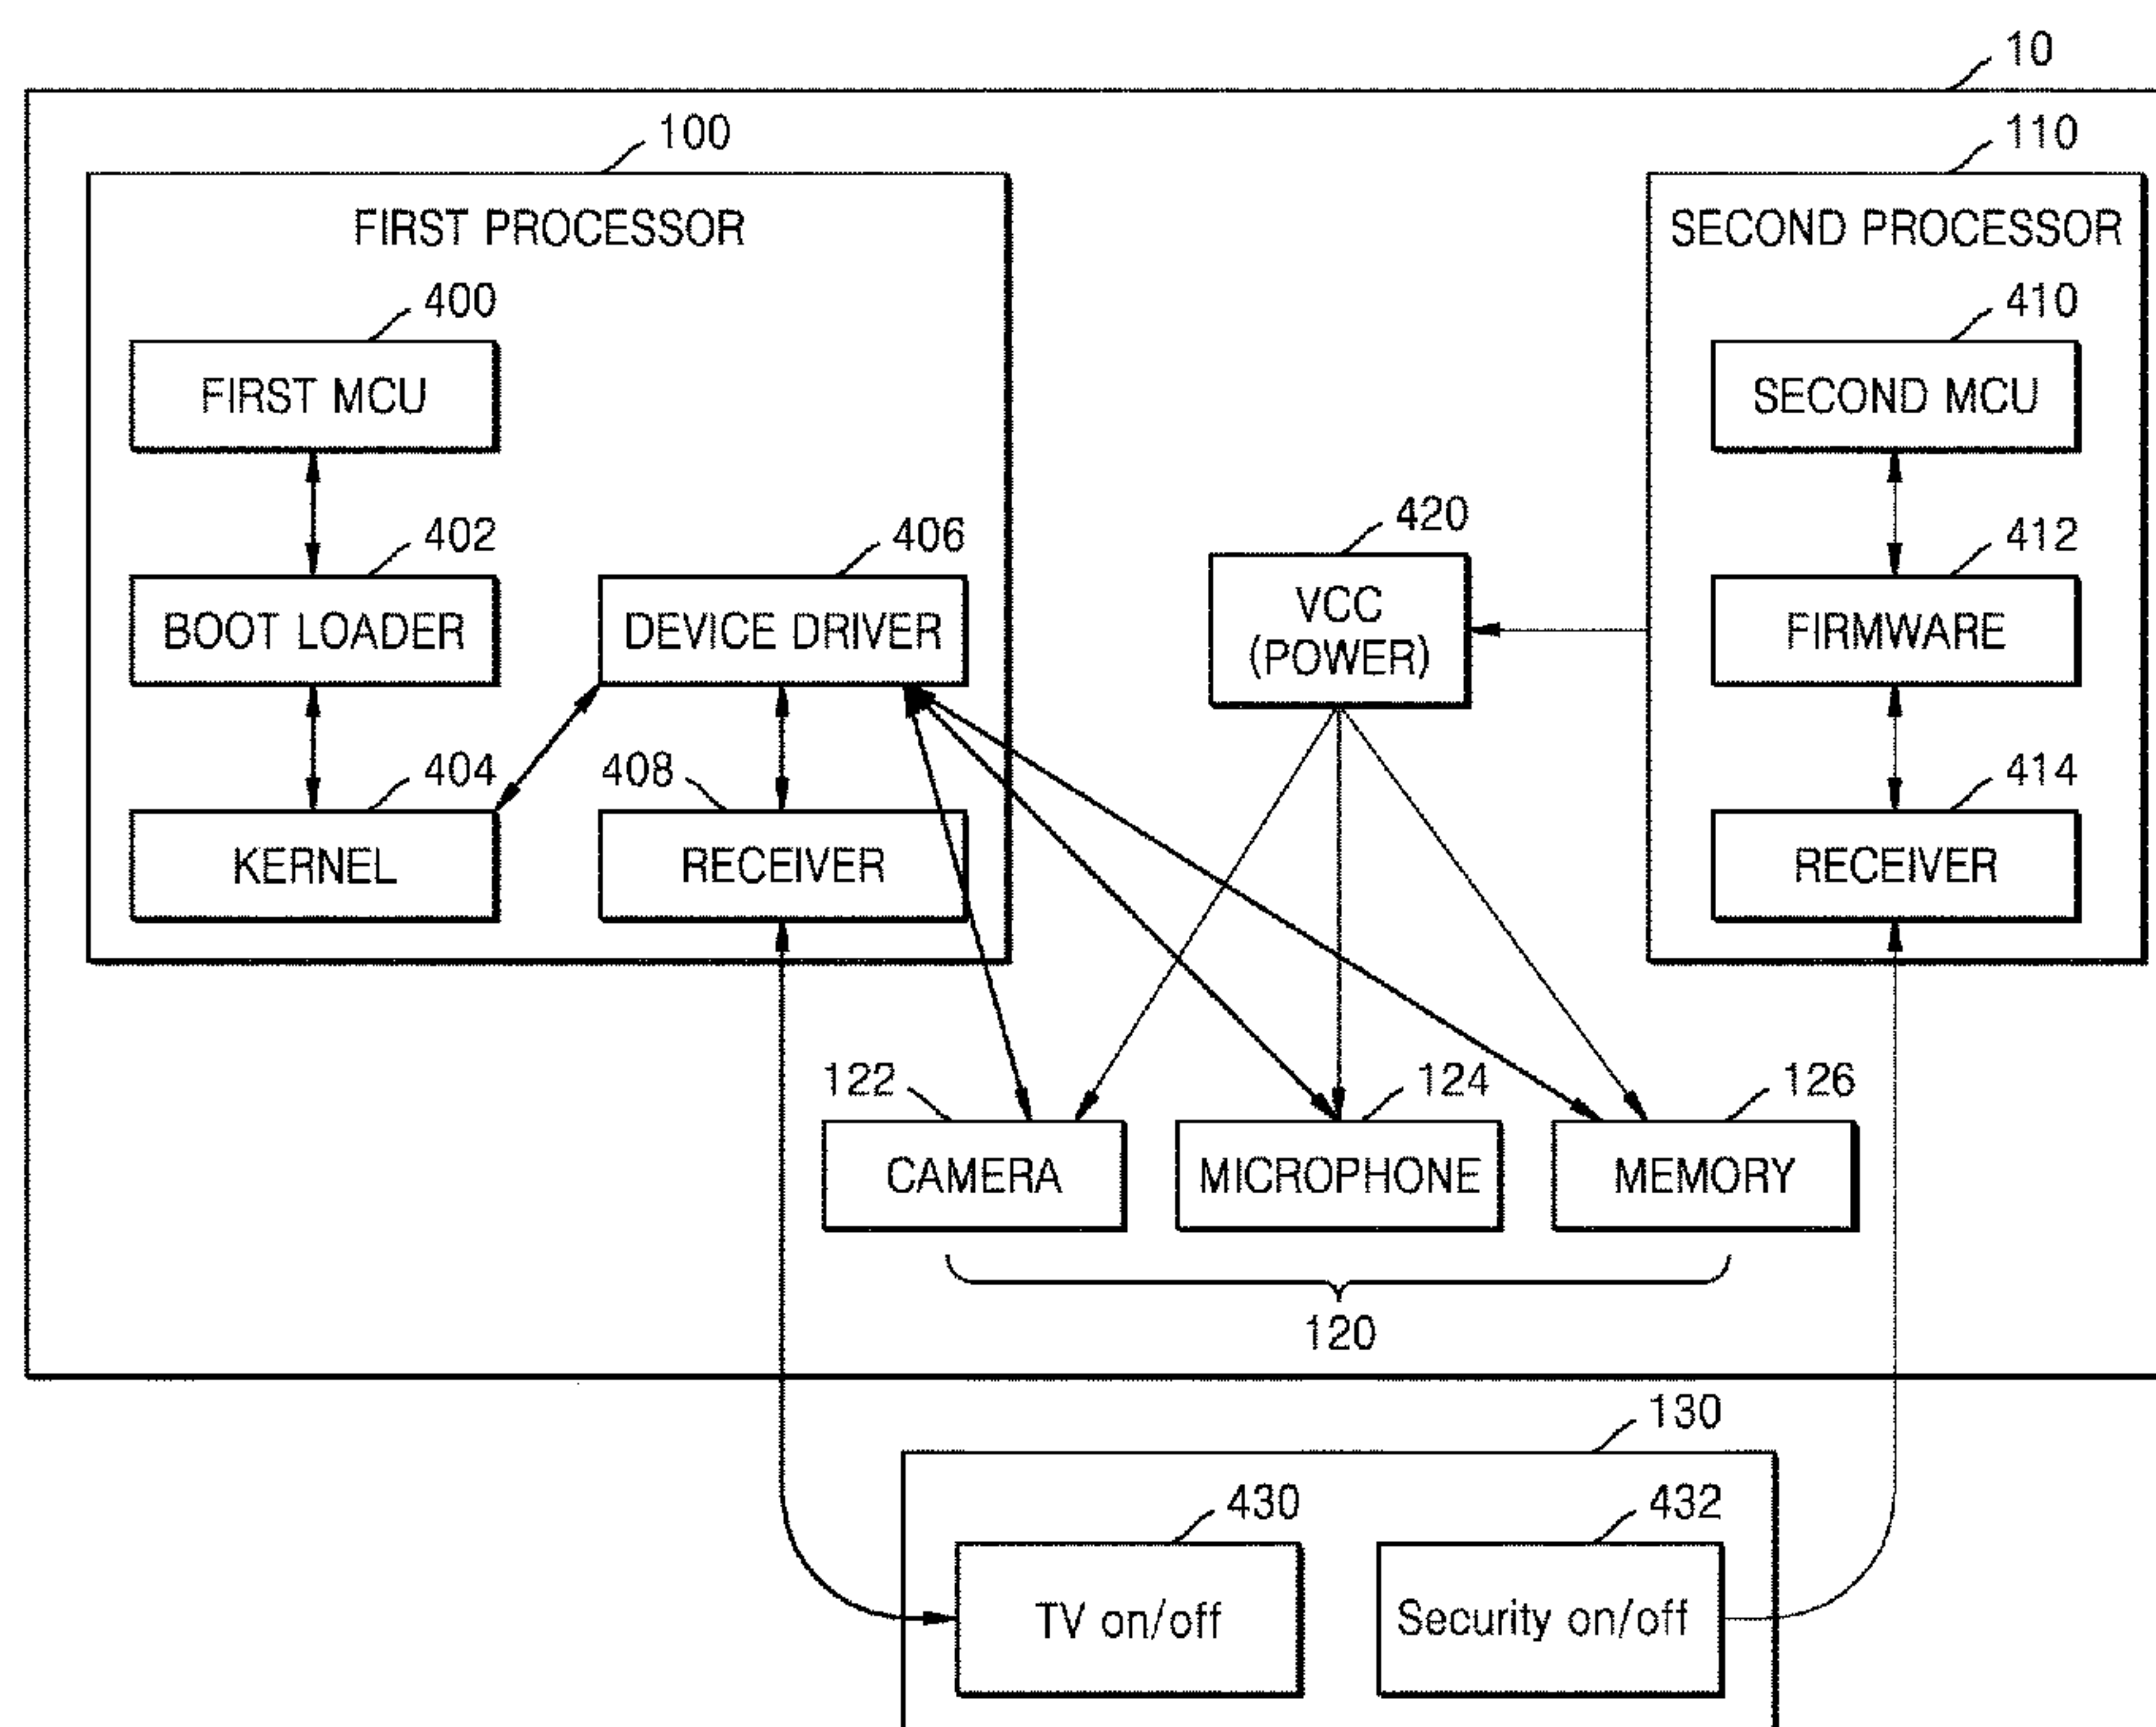 10
100
110
FIRST PROCESSOR
SECOND PROCESSOR
400
410
FIRST MCU
SECOND MCU
420
402
406
412
VCC
(POWER)
BOOT LOADER
DEVICE DRIVER
FIRMWARE
404
408
414
KERNEL
RECEIVER
RECEIVER
122
124
126
CAMERA
MICROPHONE
MEMORY
120
130
430
432
TV on/off
Security on/off